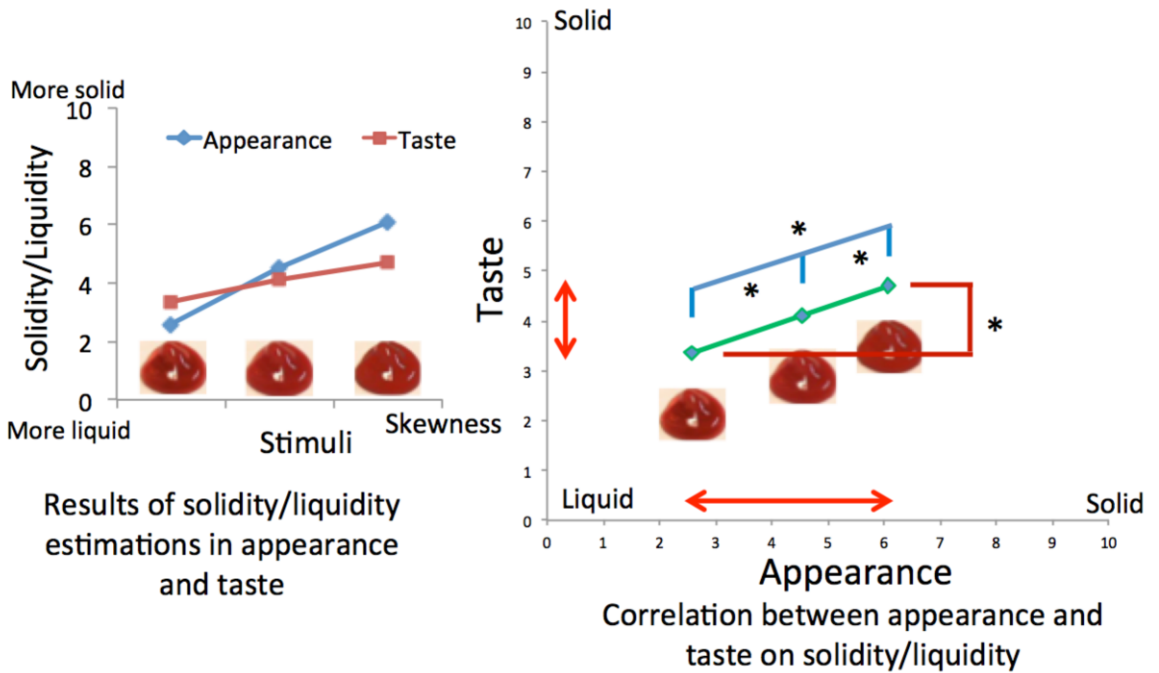 More solid
10
8
6
4
2
0
Solidity/Liquidity
Appearance
Taste
More liquid
Stimuli
Skewness
Results of solidity/liquidity
estimations in appearance
and taste
Solid
10
9
8
7
6
5
4
3
2
1
0
Taste
*
*
*
*
Liquid
Solid
0 1 2 3 4 5 6 7 8 9 10
Appearance
Correlation between appearance and
taste on solidity/liquidity